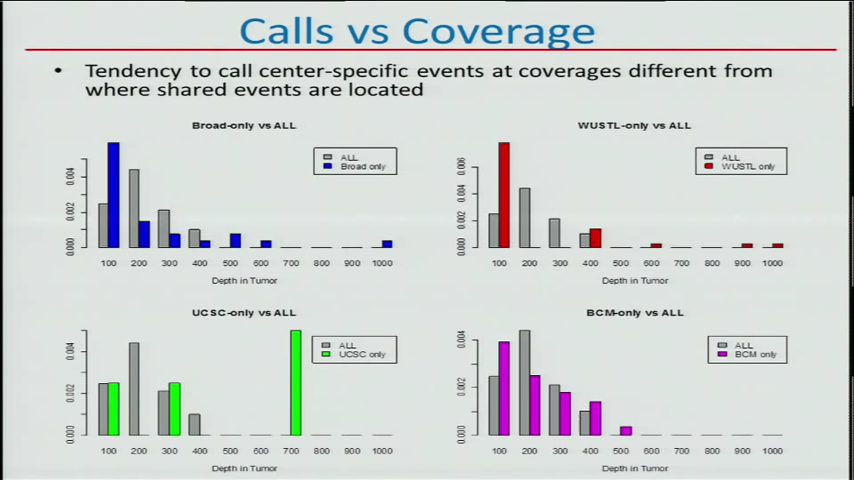 Calls vs Coverage
• Tendency to call center-specific events at coverages different from
where shared events are located
Broad-only vs ALL
ALL
Broad only
0.004
0.002
0.000
100 200 300 400 500 600 700 800 900 1000
Depth in Tumor
WUSTL-only vs ALL
ALL
WUSTL only
0.006
0.004
0.002
0.000
100 200 300 400 500 600 700 800 900 1000
Depth in Tumor
UCSC-only vs ALL
ALL
UCSC only
0.004
0.002
0.000
100 200 300 400 500 600 700 800 900 1000
Depth in Tumor
BCM-only vs ALL
ALL
BCM only
0.004
0.002
0.000
100 200 300 400 500 600 700 800 900 1000
Depth in Tumor